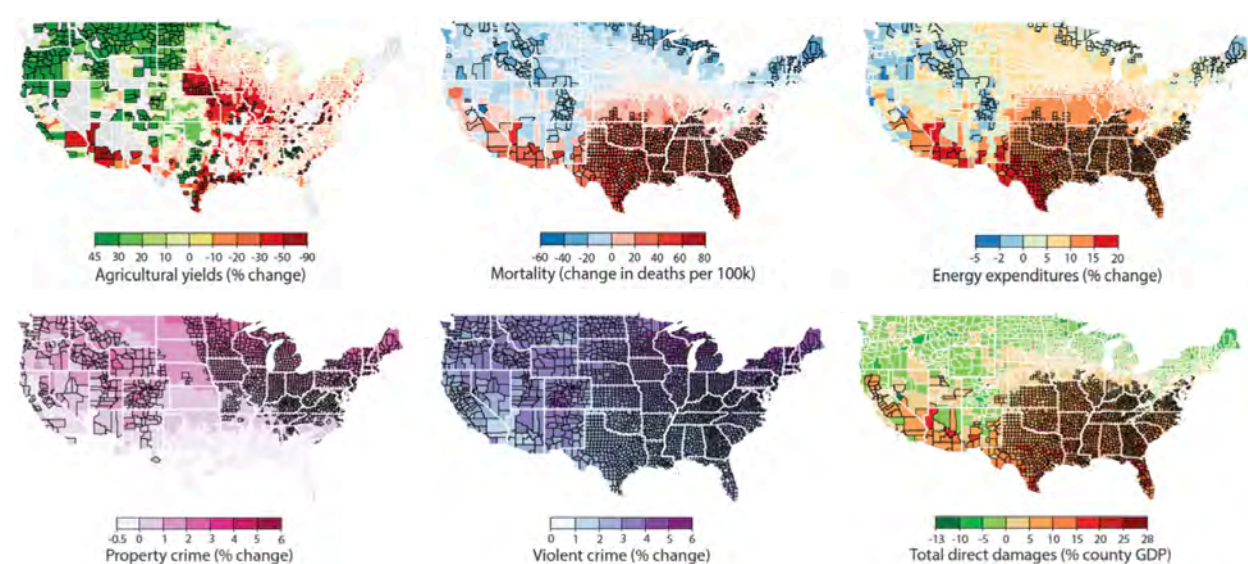 45 30 20 10 0 -10 -20 -30 -50 -90
Agricultural yields (% change)
-60 -40 -20 0 20 40 60 80
Mortality (change in deaths per 100k)
-5 -2 0 5 10 15 20
Energy expenditures (% change)
-0.5 0 1 2 3 4 5 6
Property crime (% change)
0 1 2 3 4 5 6
Violent crime (% change)
-13 -10 -5 0 5 10 15 20 25 28
Total direct damages (% county GDP)